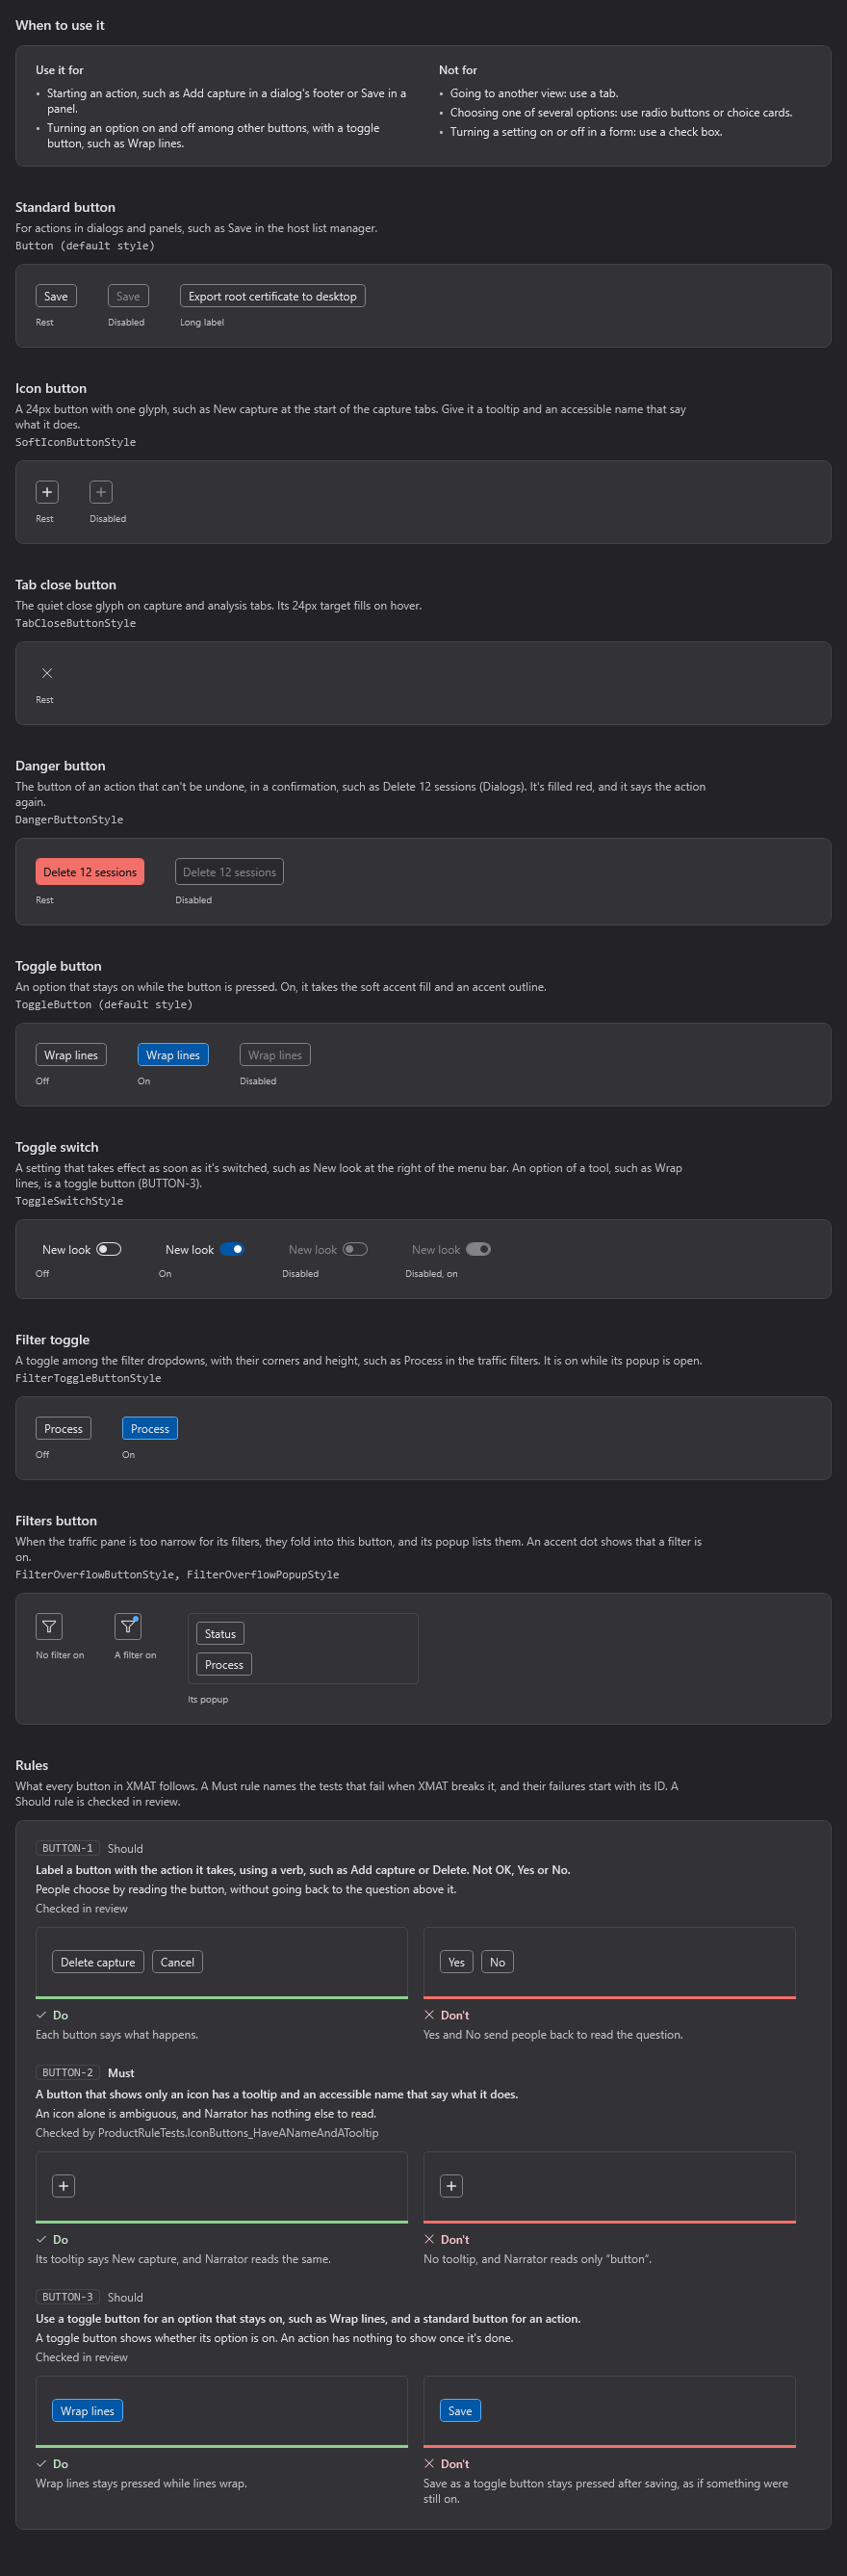 When to use it
Use it for
• Starting an action, such as Add capture in a dialog's footer or Save in a
panel.
• Turning an option on and off among other buttons, with a toggle
button, such as Wrap lines.
Not for
• Going to another view: use a tab.
• Choosing one of several options: use radio buttons or choice cards.
• Turning a setting on or off in a form: use a check box.
Standard button
For actions in dialogs and panels, such as Save in the host list manager.
Button (default style)
Save Save Export root certificate to desktop
Rest Disabled Long label
Icon button
A 24px button with one glyph, such as New capture at the start of the capture tabs. Give it a tooltip and an accessible name that say
what it does.
SoftIconButtonStyle
Rest Disabled
Tab close button
The quiet close glyph on capture and analysis tabs. Its 24px target fills on hover.
TabCloseButtonStyle
Rest
Danger button
The button of an action that can't be undone, in a confirmation, such as Delete 12 sessions (Dialogs). It's filled red, and it says the action
again.
DangerButtonStyle
Delete 12 sessions Delete 12 sessions
Rest Disabled
Toggle button
An option that stays on while the button is pressed. On, it takes the soft accent fill and an accent outline.
ToggleButton (default style)
Wrap lines Wrap lines Wrap lines
Off On Disabled
Toggle switch
A setting that takes effect as soon as it's switched, such as New look at the right of the menu bar. An option of a tool, such as Wrap
lines, is a toggle button (BUTTON-3).
ToggleSwitchStyle
New look New look New look New look
Off On Disabled Disabled, on
Filter toggle
A toggle among the filter dropdowns, with their corners and height, such as Process in the traffic filters. It is on while its popup is open.
FilterToggleButtonStyle
Process Process
Off On
Filters button
When the traffic pane is too narrow for its filters, they fold into this button, and its popup lists them. An accent dot shows that a filter is
on.
FilterOverflowButtonStyle, FilterOverflowPopupStyle
Status
Process
No filter on A filter on
Its popup
Rules
What every button in XMAT follows. A Must rule names the tests that fail when XMAT breaks it, and their failures start with its ID. A
Should rule is checked in review.
BUTTON-1 Should
Label a button with the action it takes, using a verb, such as Add capture or Delete. Not OK, Yes or No.
People choose by reading the button, without going back to the question above it.
Checked in review
Delete capture Cancel
Do
Each button says what happens.
Yes No
Don't
Yes and No send people back to read the question.
BUTTON-2 Must
A button that shows only an icon has a tooltip and an accessible name that say what it does.
An icon alone is ambiguous, and Narrator has nothing else to read.
Checked by ProductRuleTests.IconButtons_HaveANameAndATooltip
Do
Its tooltip says New capture, and Narrator reads the same.
Don't
No tooltip, and Narrator reads only “button”.
BUTTON-3 Should
Use a toggle button for an option that stays on, such as Wrap lines, and a standard button for an action.
A toggle button shows whether its option is on. An action has nothing to show once it's done.
Checked in review
Wrap lines
Do
Wrap lines stays pressed while lines wrap.
Save
Don't
Save as a toggle button stays pressed after saving, as if something were
still on.